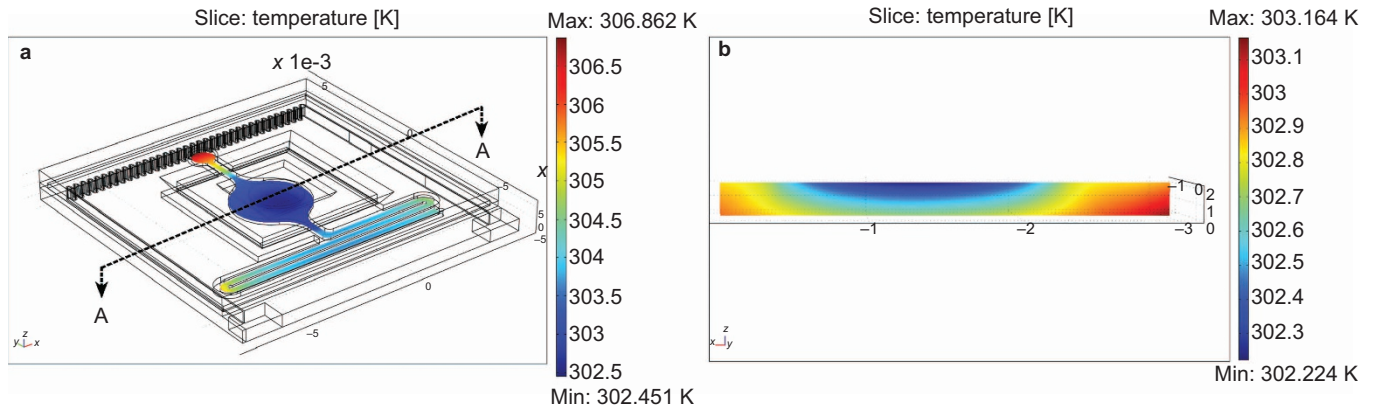 Slice: temperature [K]
Max: 306.862 K
a
x 1e-3
5
0
A
x
-5
5
0
-5
0
A
-5
z
y x
306.5
306
305.5
305
304.5
304
303.5
303
302.5
Min: 302.451 K
Slice: temperature [K]
Max: 303.164 K
b
-1 0 2
1
-1
-2
-3 0
z
x y
303.1
303
302.9
302.8
302.7
302.6
302.5
302.4
302.3
Min: 302.224 K